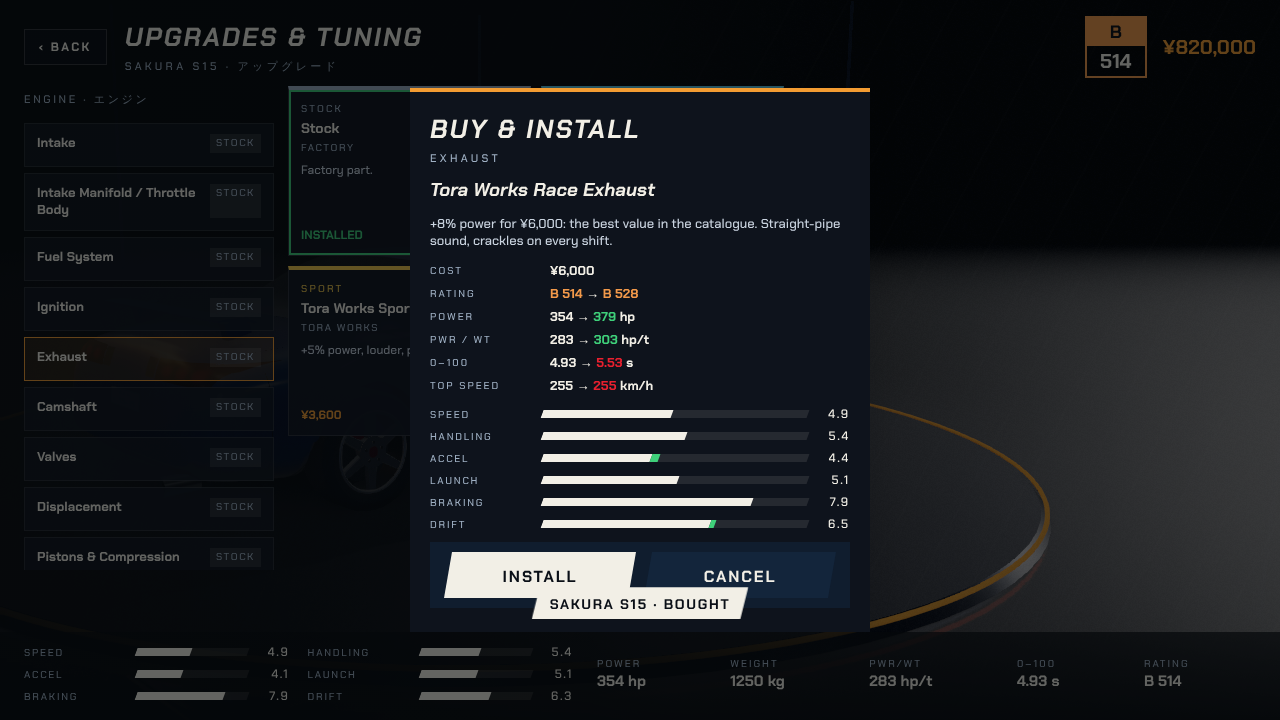 ‹ BACK
UPGRADES & TUNING
SAKURA S15 · アップグレード
B
514
¥820,000
ENGINE · エンジン
Intake
STOCK
Intake Manifold / Throttle
Body
STOCK
Fuel System
STOCK
Ignition
STOCK
Exhaust
STOCK
Camshaft
STOCK
Valves
STOCK
Displacement
STOCK
Pistons & Compression
STOCK
STOCK
Stock
FACTORY
Factory part.
INSTALLED
SPORT
Tora Works Spor
TORA WORKS
+5% power, louder,
¥3,600
BUY & INSTALL
EXHAUST
Tora Works Race Exhaust
+8% power for ¥6,000: the best value in the catalogue. Straight-pipe
sound, crackles on every shift.
COST ¥6,000
RATING B 514 → B 528
POWER 354 → 379 hp
PWR / WT 283 → 303 hp/t
0–100 4.93 → 5.53 s
TOP SPEED 255 → 255 km/h
SPEED 4.9
HANDLING 5.4
ACCEL 4.4
LAUNCH 5.1
BRAKING 7.9
DRIFT 6.5
INSTALL
CANCEL
SAKURA S15 · BOUGHT
SPEED 4.9 HANDLING 5.4
ACCEL 4.1 LAUNCH 5.1
BRAKING 7.9 DRIFT 6.3
POWER
354 hp
WEIGHT
1250 kg
PWR/WT
283 hp/t
0–100
4.93 s
RATING
B 514